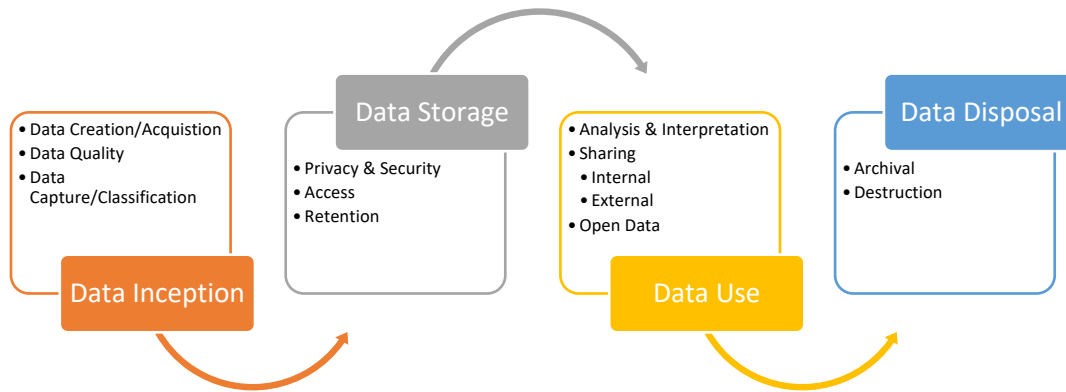 • Data Creation/Acquistion
• Data Quality
• Data
Capture/Classification
Data Inception
Data Storage
• Privacy & Security
• Access
• Retention
• Analysis & Interpretation
• Sharing
• Internal
• External
• Open Data
Data Use
Data Disposal
• Archival
• Destruction